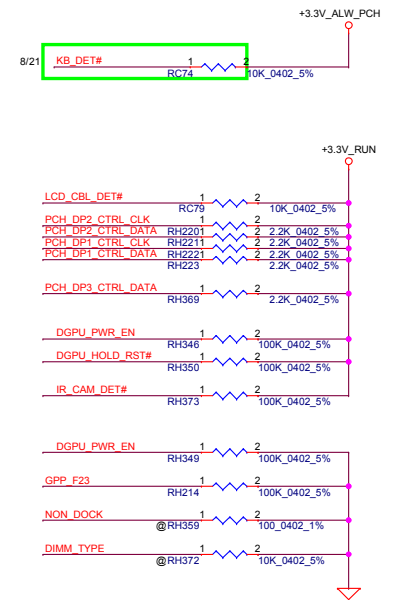 +3.3V_ALW_PCH
8/21 KB_DET# 1 2
RC74 10K_0402_5%
+3.3V_RUN
LCD_CBL_DET# 1 2
RC79 10K_0402_5%
PCH_DP2_CTRL_CLK 1 2
PCH_DP2_CTRL_DATA RH2201 2 2.2K_0402_5%
PCH_DP1_CTRL_CLK RH2211 2 2.2K_0402_5%
PCH_DP1_CTRL_DATA RH2221 2 2.2K_0402_5%
RH223 2.2K_0402_5%
PCH_DP3_CTRL_DATA 1 2
RH369 2.2K_0402_5%
DGPU_PWR_EN 1 2
RH346 100K_0402_5%
DGPU_HOLD_RST# 1 2
RH350 100K_0402_5%
IR_CAM_DET# 1 2
RH373 100K_0402_5%
DGPU_PWR_EN 1 2
RH349 100K_0402_5%
GPP_F23 1 2
RH214 100K_0402_5%
NON_DOCK 1 2
@RH359 100_0402_1%
DIMM_TYPE 1 2
@RH372 10K_0402_5%